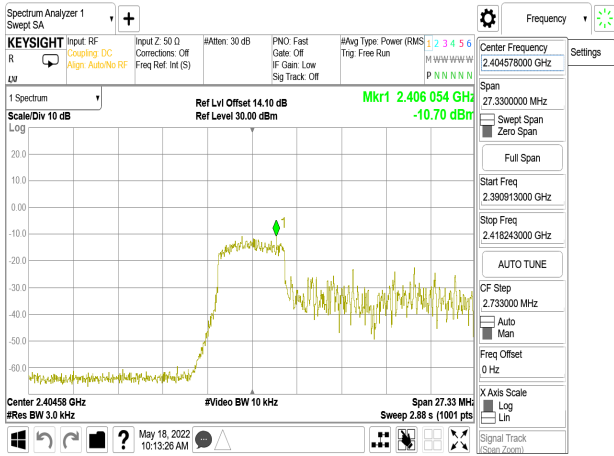 Spectrum Analyzer 1
Swept SA
Frequency
Settings
KEYSIGHT
R
Input: RF
Coupling: DC
Align: Auto/No RF
Input Z: 50 Ω
Corrections: Off
Freq Ref: Int (S)
#Atten: 30 dB
PNO: Fast
Gate: Off
IF Gain: Low
Sig Track: Off
#Avg Type: Power (RMS
Trig: Free Run
1 2 3 4 5 6
M W W W W W
P N N N N N
1 Spectrum
Scale/Div 10 dB
Log
Ref Lvl Offset 14.10 dB
Ref Level 30.00 dBm
Mkr1 2.406 054 GHz
-10.70 dBm
1
20.0
10.0
0.00
-10.0
-20.0
-30.0
-40.0
-50.0
-60.0
Center 2.40458 GHz
#Res BW 3.0 kHz
#Video BW 10 kHz
Span 27.33 MHz
Sweep 2.88 s (1001 pts
May 18, 2022
10:13:26 AM
?
Center Frequency
2.404578000 GHz
Span
27.3300000 MHz
Swept Span
Zero Span
Full Span
Start Freq
2.390913000 GHz
Stop Freq
2.418243000 GHz
AUTO TUNE
CF Step
2.733000 MHz
Auto
Man
Freq Offset
0 Hz
X Axis Scale
Log
Lin
Signal Track
(Span Zoom)